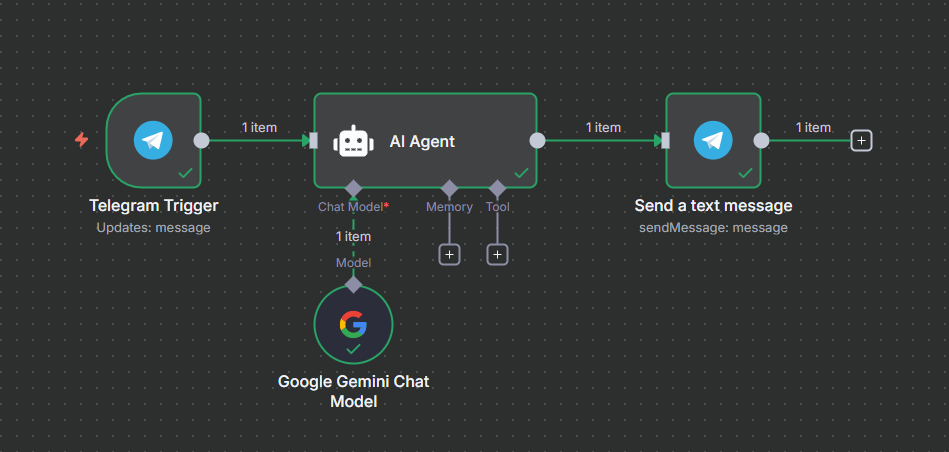 1 item
1 item
1 item
AI Agent
Telegram Trigger
Updates: message
Chat Model*
Memory
Tool
Send a text message
sendMessage: message
1 item
Model
Google Gemini Chat
Model